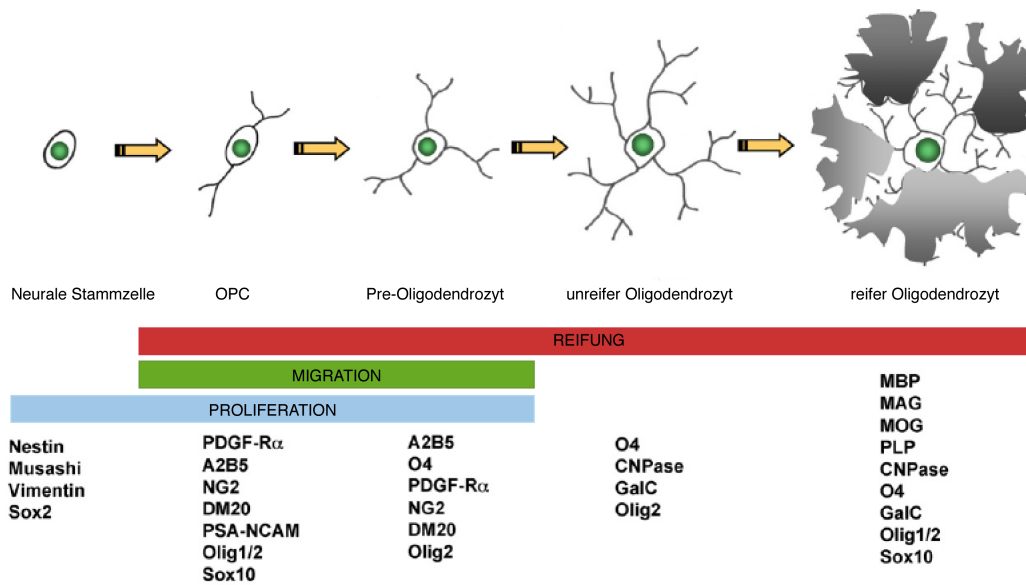 Neurale Stammzelle
OPC
Pre-Oligodendrozyt
unreifer Oligodendrozyt
reifer Oligodendrozyt
REIFUNG
MIGRATION
PROLIFERATION
Nestin
Musashi
Vimentin
Sox2
PDGF-Rα
A2B5
NG2
DM20
PSA-NCAM
Olig1/2
Sox10
A2B5
O4
PDGF-Rα
NG2
DM20
Olig2
O4
CNPase
GalC
Olig2
MBP
MAG
MOG
PLP
CNPase
O4
GalC
Olig1/2
Sox10